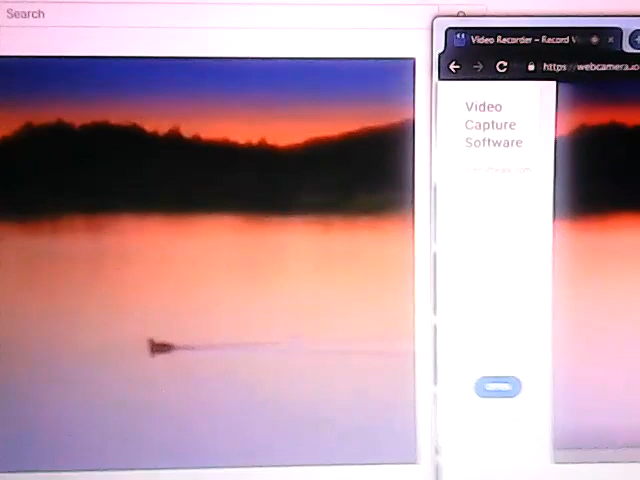 Search
Video Recorder – Record V
https://webcamera.io
Video
Capture
Software